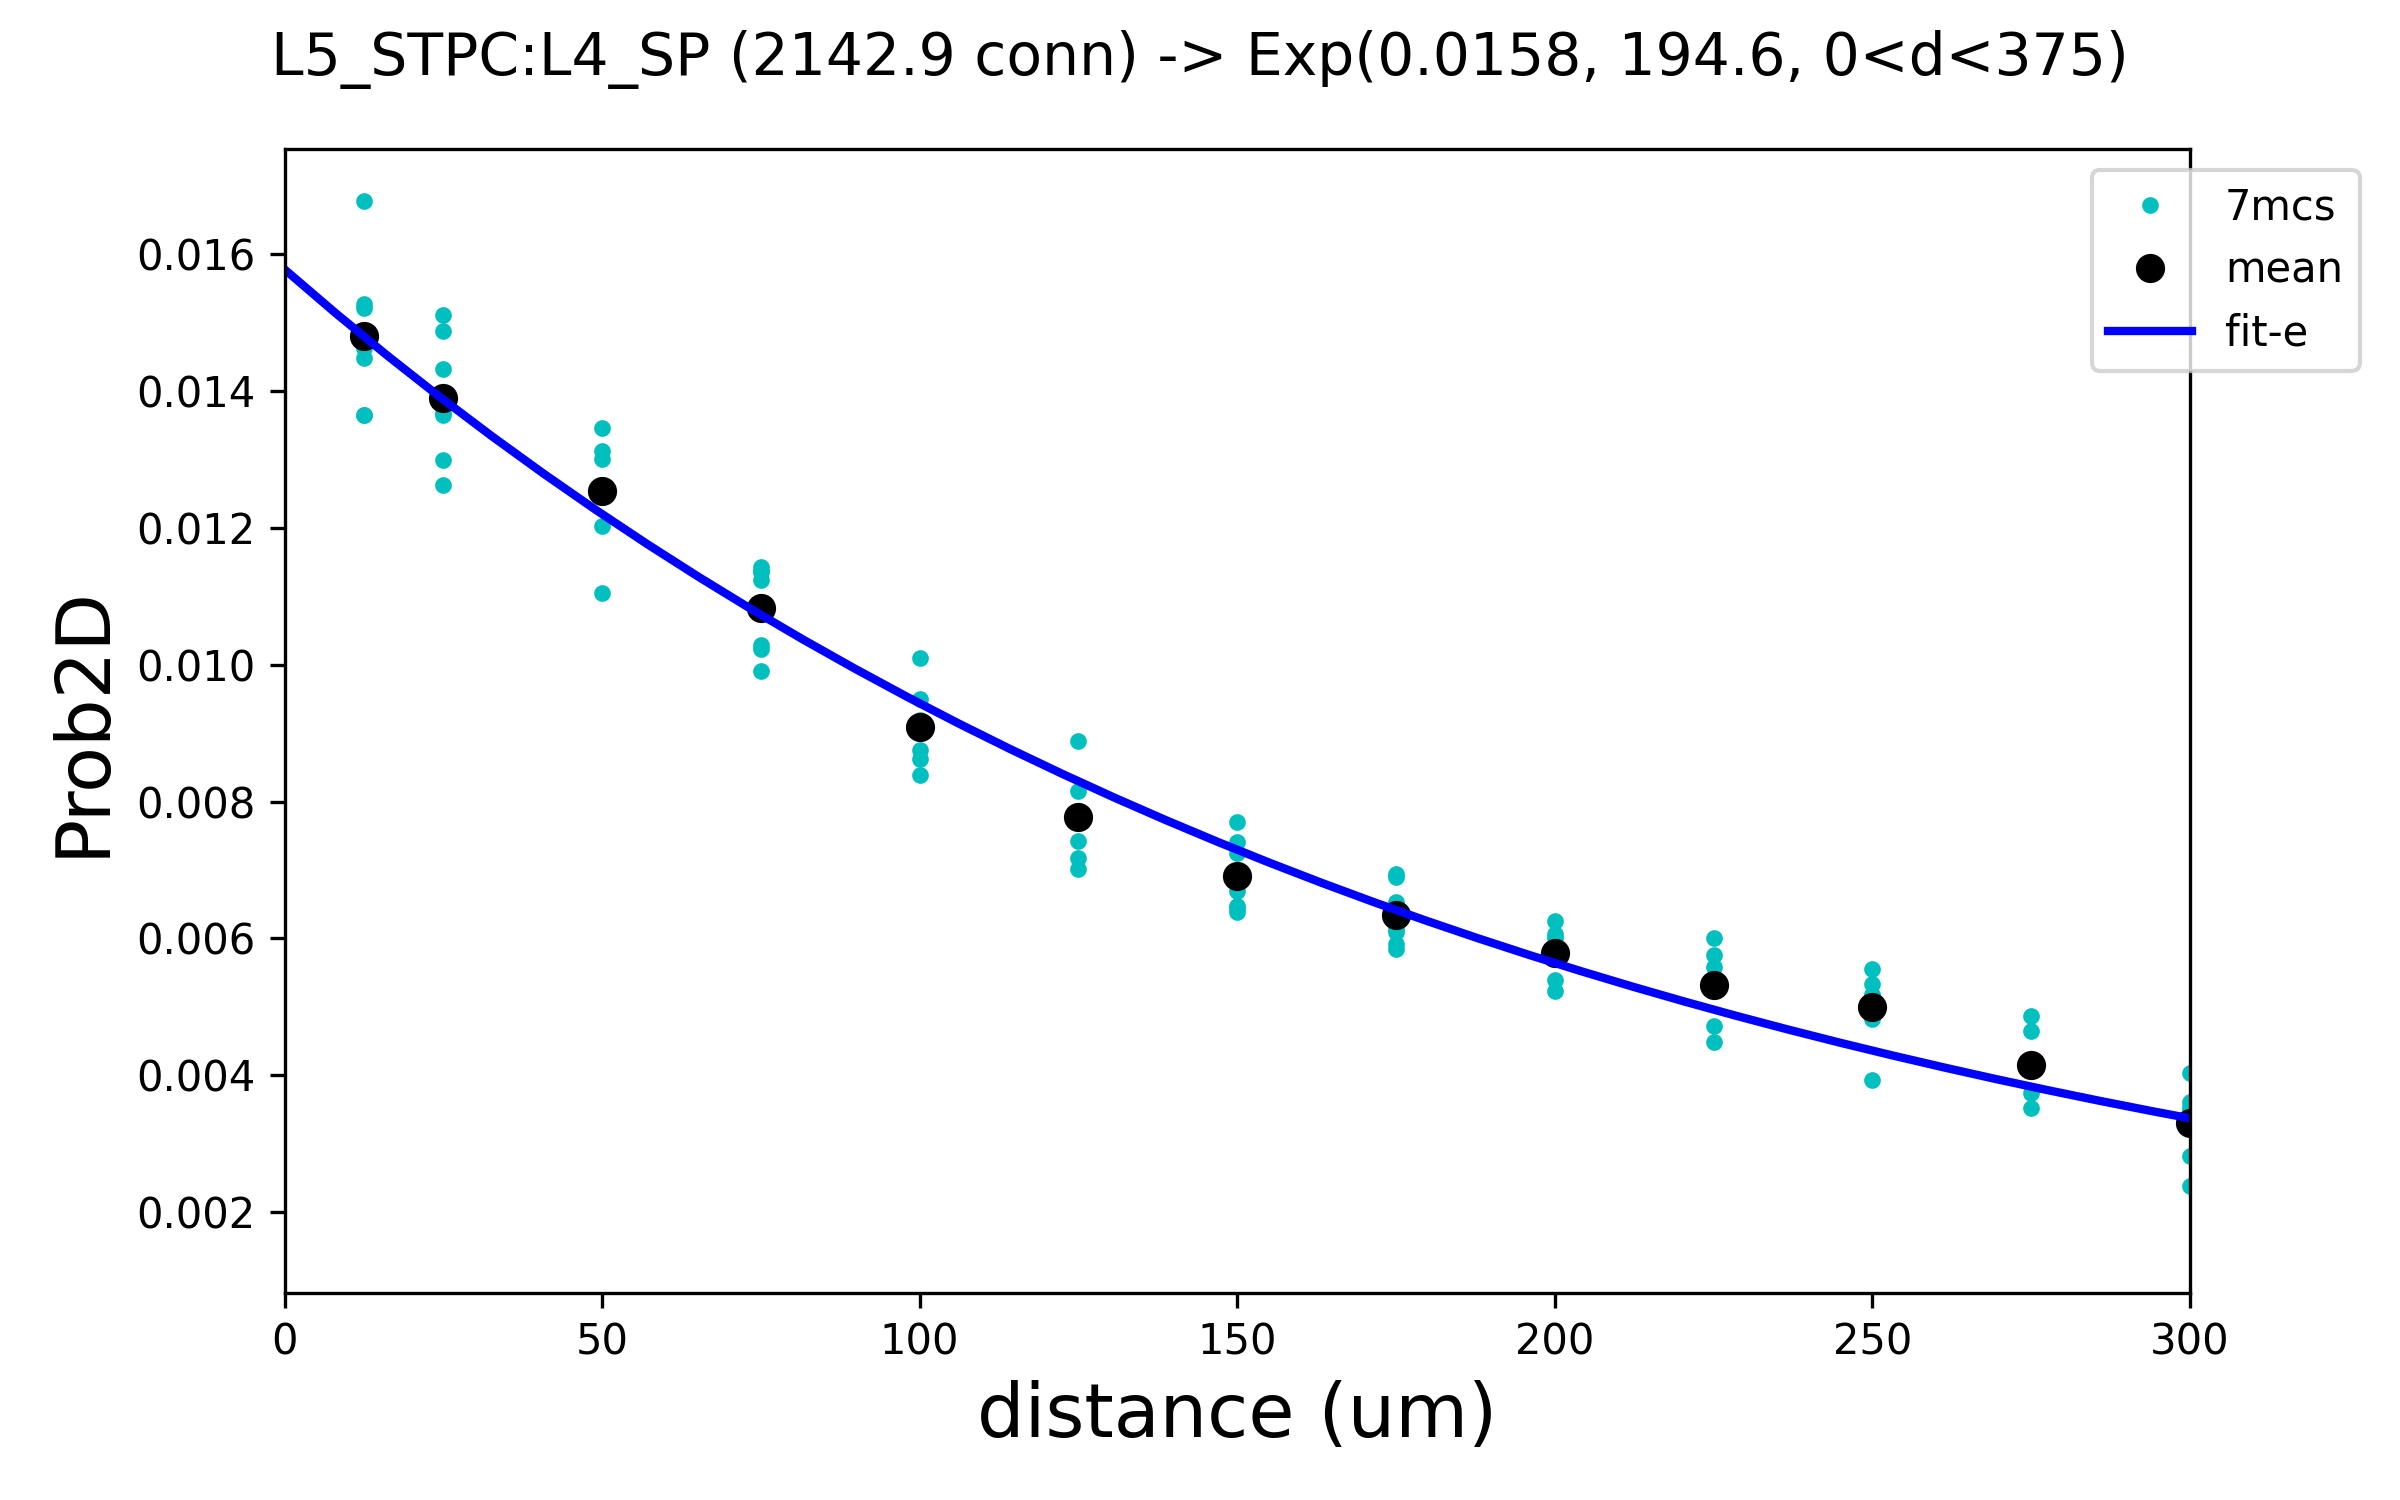 L5_STPC:L4_SP (2142.9 conn) -> Exp(0.0158, 194.6, 0<d<375)
7mcs
mean
fit-e
Prob2D
0.016
0.014
0.012
0.010
0.008
0.006
0.004
0.002
0 50 100 150 200 250 300
distance (um)